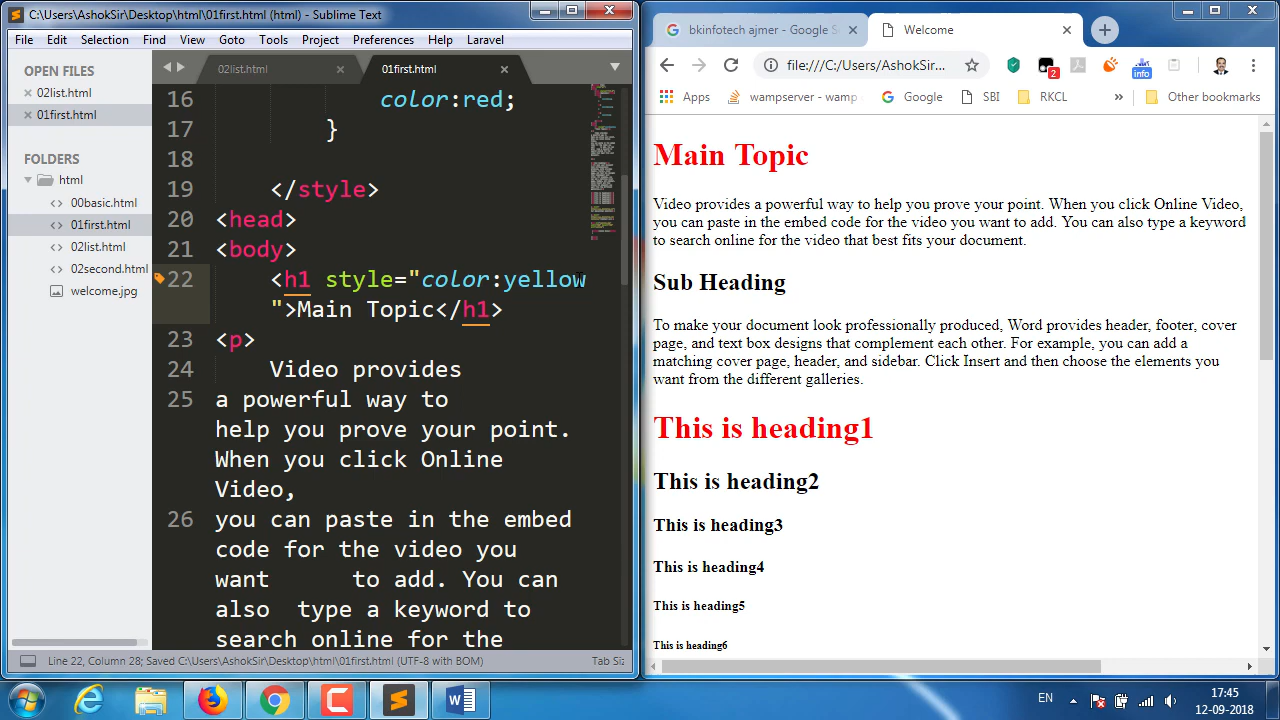 C:\Users\AshokSir\Desktop\html\01first.html (html) - Sublime Text
File Edit Selection Find View Goto Tools Project Preferences Help Laravel
OPEN FILES
02list.html
01first.html
FOLDERS
html
00basic.html
01first.html
02list.html
02second.html
welcome.jpg
02list.html 01first.html
16 color:red;
17 }
18
19 </style>
20 <head>
21 <body>
22 <h1 style="color:yellow
">Main Topic</h1>
23 <p>
24 Video provides
25 a powerful way to
help you prove your point.
When you click Online
Video,
26 you can paste in the embed
code for the video you
want to add. You can
also type a keyword to
search online for the
Line 22, Column 28; Saved C:\Users\AshokSir\Desktop\html\01first.html (UTF-8 with BOM) Tab Siz
bkinfotech ajmer - Google S Welcome
file:///C:/Users/AshokSir... 2 info
Apps wampserver - wamp Google SBI RKCL » Other bookmarks
Main Topic
Video provides a powerful way to help you prove your point. When you click Online Video,
you can paste in the embed code for the video you want to add. You can also type a keyword
to search online for the video that best fits your document.
Sub Heading
To make your document look professionally produced, Word provides header, footer, cover
page, and text box designs that complement each other. For example, you can add a
matching cover page, header, and sidebar. Click Insert and then choose the elements you
want from the different galleries.
This is heading1
This is heading2
This is heading3
This is heading4
This is heading5
This is heading6
EN 17:45
12-09-2018